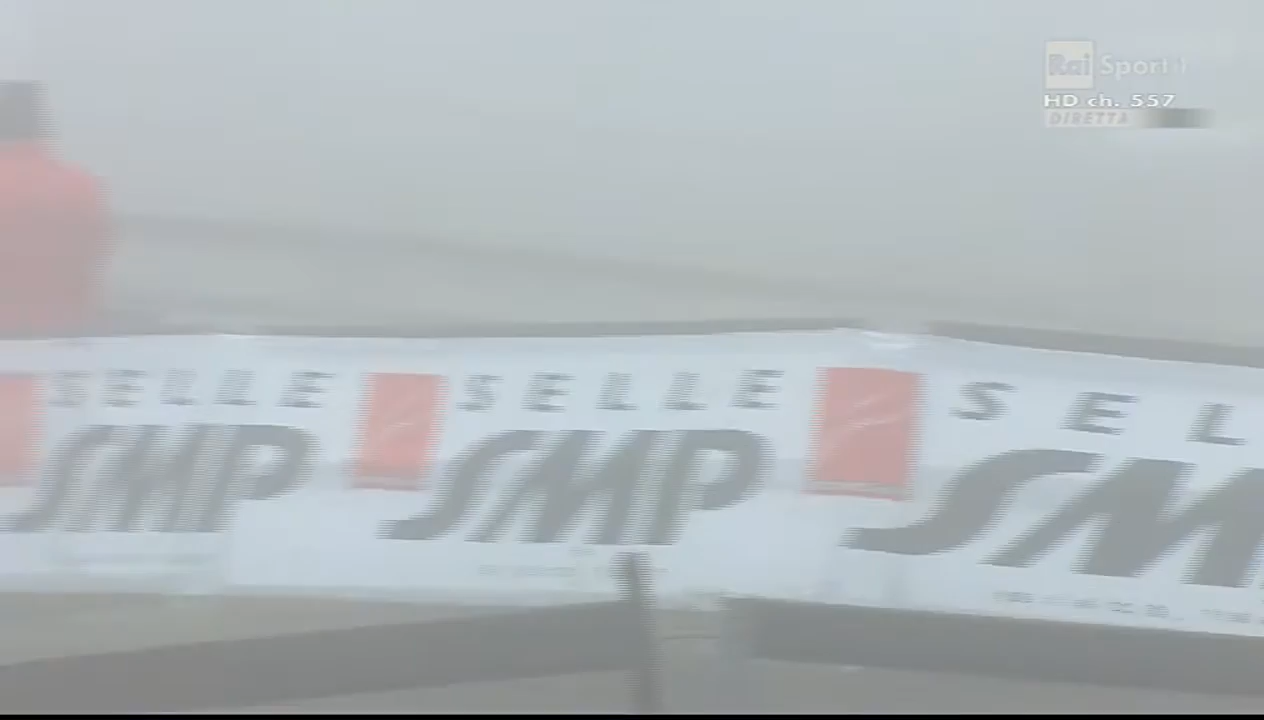 Rai Sport 1
HD ch. 557
DIRETTA
SELLE SELLE SEL
SMP SMP SM